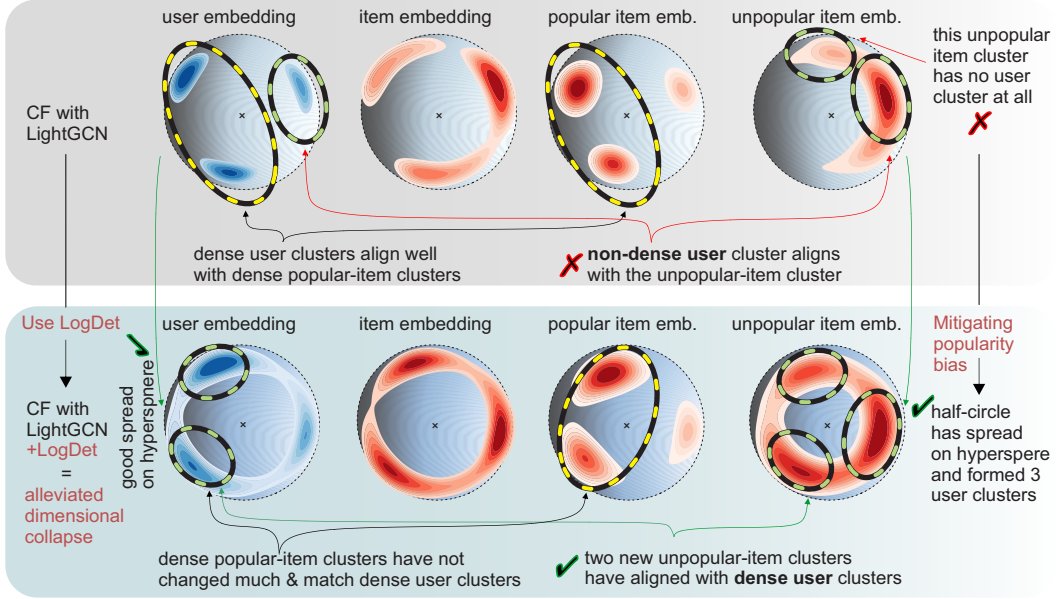 user embedding
item embedding
popular item emb.
unpopular item emb.
this unpopular
item cluster
has no user
cluster at all
CF with
LightGCN
dense user clusters align well
with dense popular-item clusters
non-dense user cluster aligns
with the unpopular-item cluster
Use LogDet
user embedding
item embedding
popular item emb.
unpopular item emb.
Mitigating
popularity
bias
good spread
on hypersphere
CF with
LightGCN
+LogDet
=
alleviated
dimensional
collapse
half-circle
has spread
on hyperspere
and formed 3
user clusters
dense popular-item clusters have not
changed much & match dense user clusters
two new unpopular-item clusters
have aligned with dense user clusters